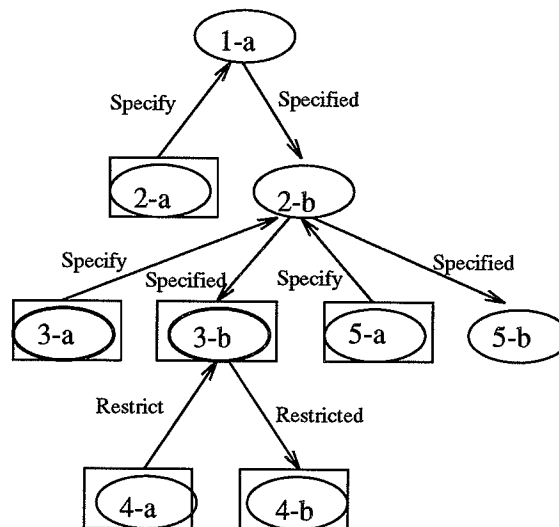 1-a
Specify
Specified
2-a
2-b
Specify
Specified
Specify
Specified
3-a
3-b
5-a
5-b
Restrict
Restricted
4-a
4-b